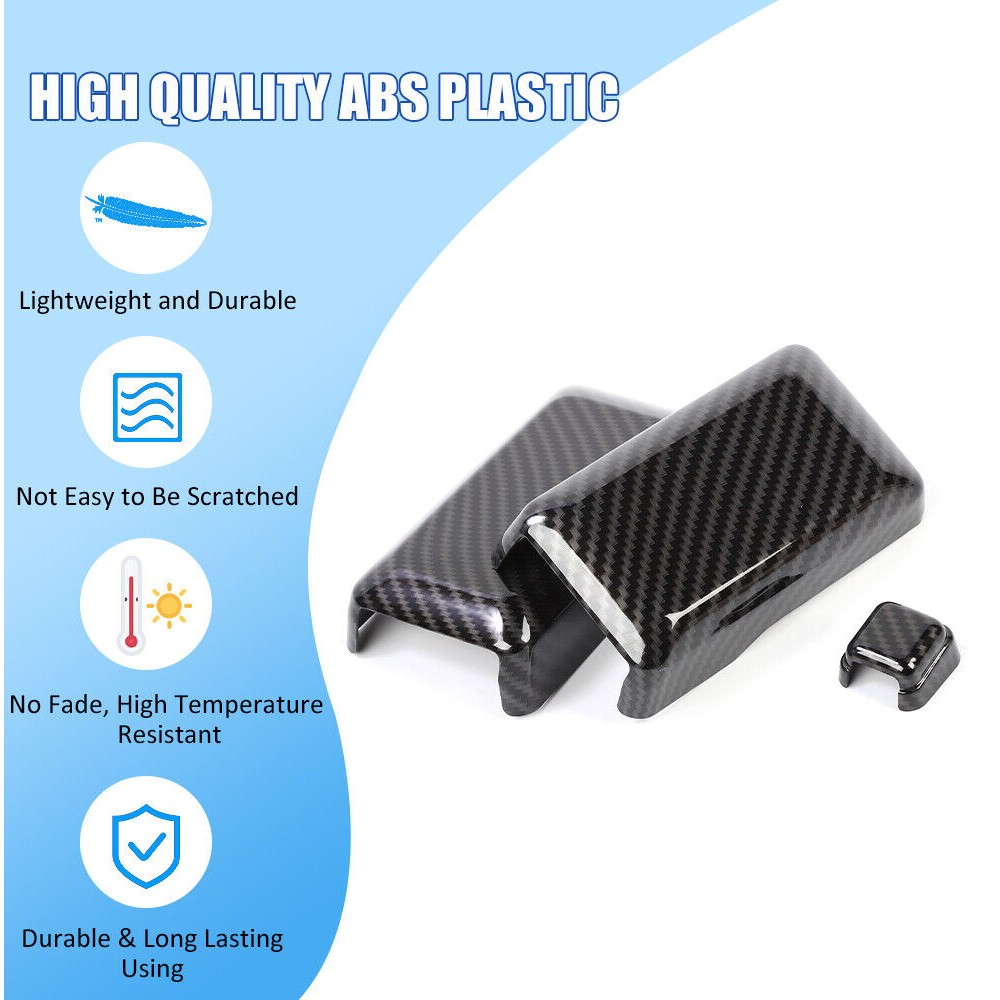 HIGH QUALITY ABS PLASTIC
TM
Lightweight and Durable
Not Easy to Be Scratched
No Fade, High Temperature
Resistant
Durable & Long Lasting
Using